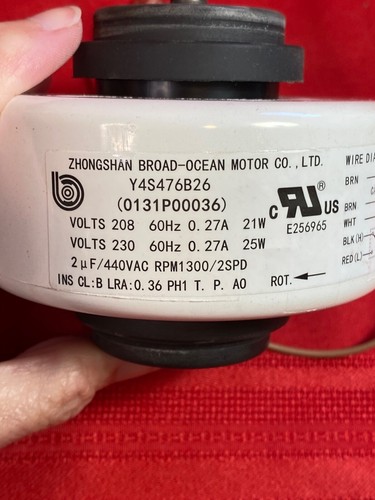 ZHONGSHAN BROAD-OCEAN MOTOR CO., LTD.
Y4S476B26
(0131P00036)
VOLTS 208 60Hz 0.27A 21W
VOLTS 230 60Hz 0.27A 25W
2μF/440VAC RPM1300/2SPD
INS CL:B LRA:0.36 PH1 T. P. AO
ROT.
C RU US
®
E256965
WIRE
BRN
BRN
WHT
BLK(H)
RED(L)